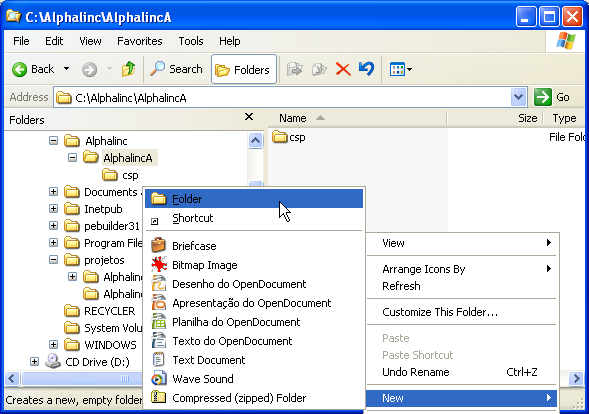 C:\Alphalinc\AlphalincA
File Edit View Favorites Tools Help
Back Search Folders
Address C:\Alphalinc\AlphalincA Go
Folders
Name Size Type
Alphalinc
AlphalincA
csp
Documents
Inetpub
pebuilder31
Program File
projetos
Alphalin
Alphalin
RECYCLER
System Volu
WINDOWS
CD Drive (D:)
csp File Fold
Folder
Shortcut
Briefcase
Bitmap Image
Desenho do OpenDocument
Apresentação do OpenDocument
Planilha do OpenDocument
Texto do OpenDocument
Text Document
Wave Sound
Compressed (zipped) Folder
View
Arrange Icons By
Refresh
Customize This Folder...
Paste
Paste Shortcut
Undo Rename Ctrl+Z
New
Creates a new, empty folder